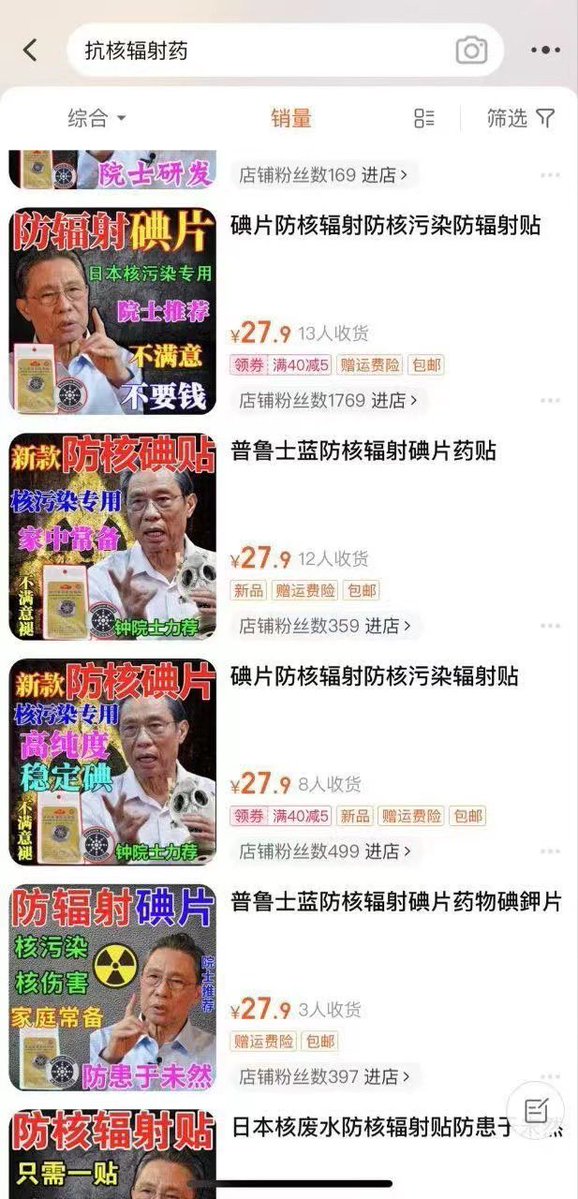 抗核辐射药
综合
销量
筛选
院士研发
店铺粉丝数169 进店
防辐射碘片
日本核污染专用
院士推荐
不满意
不要钱
碘片防核辐射防核污染防辐射贴
¥27.9 13人收货
领券 满40减5 赠运费险 包邮
店铺粉丝数1769 进店
新款防核碘贴
核污染专用
家中常备
不满意褪
钟院士力荐
普鲁士蓝防核辐射碘片药贴
¥27.9 12人收货
新品 赠运费险 包邮
店铺粉丝数359 进店
新款防核碘片
核污染专用
高纯度
稳定碘
不满意褪
钟院士力荐
碘片防核辐射防核污染辐射贴
¥27.9 8人收货
领券 满40减5 新品 赠运费险 包邮
店铺粉丝数499 进店
防辐射碘片
核污染
核伤害
家庭常备
院士推荐
防患于未然
普鲁士蓝防核辐射碘片药物碘鉀片
¥27.9 3人收货
赠运费险 包邮
店铺粉丝数397 进店
防核辐射贴
只需一贴
日本核废水防核辐射贴防患于